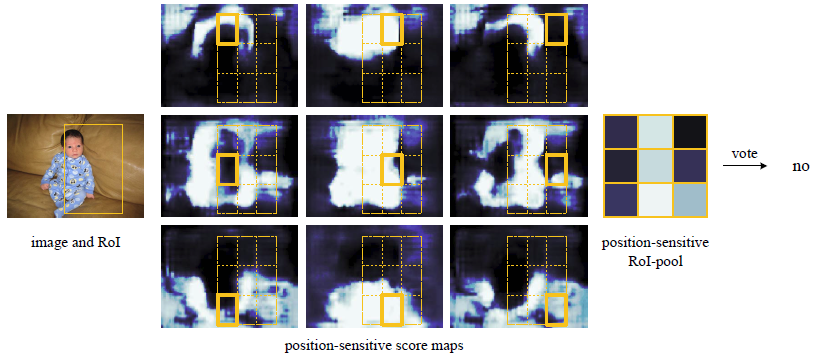 image and RoI
position-sensitive score maps
position-sensitive
RoI-pool
vote
no